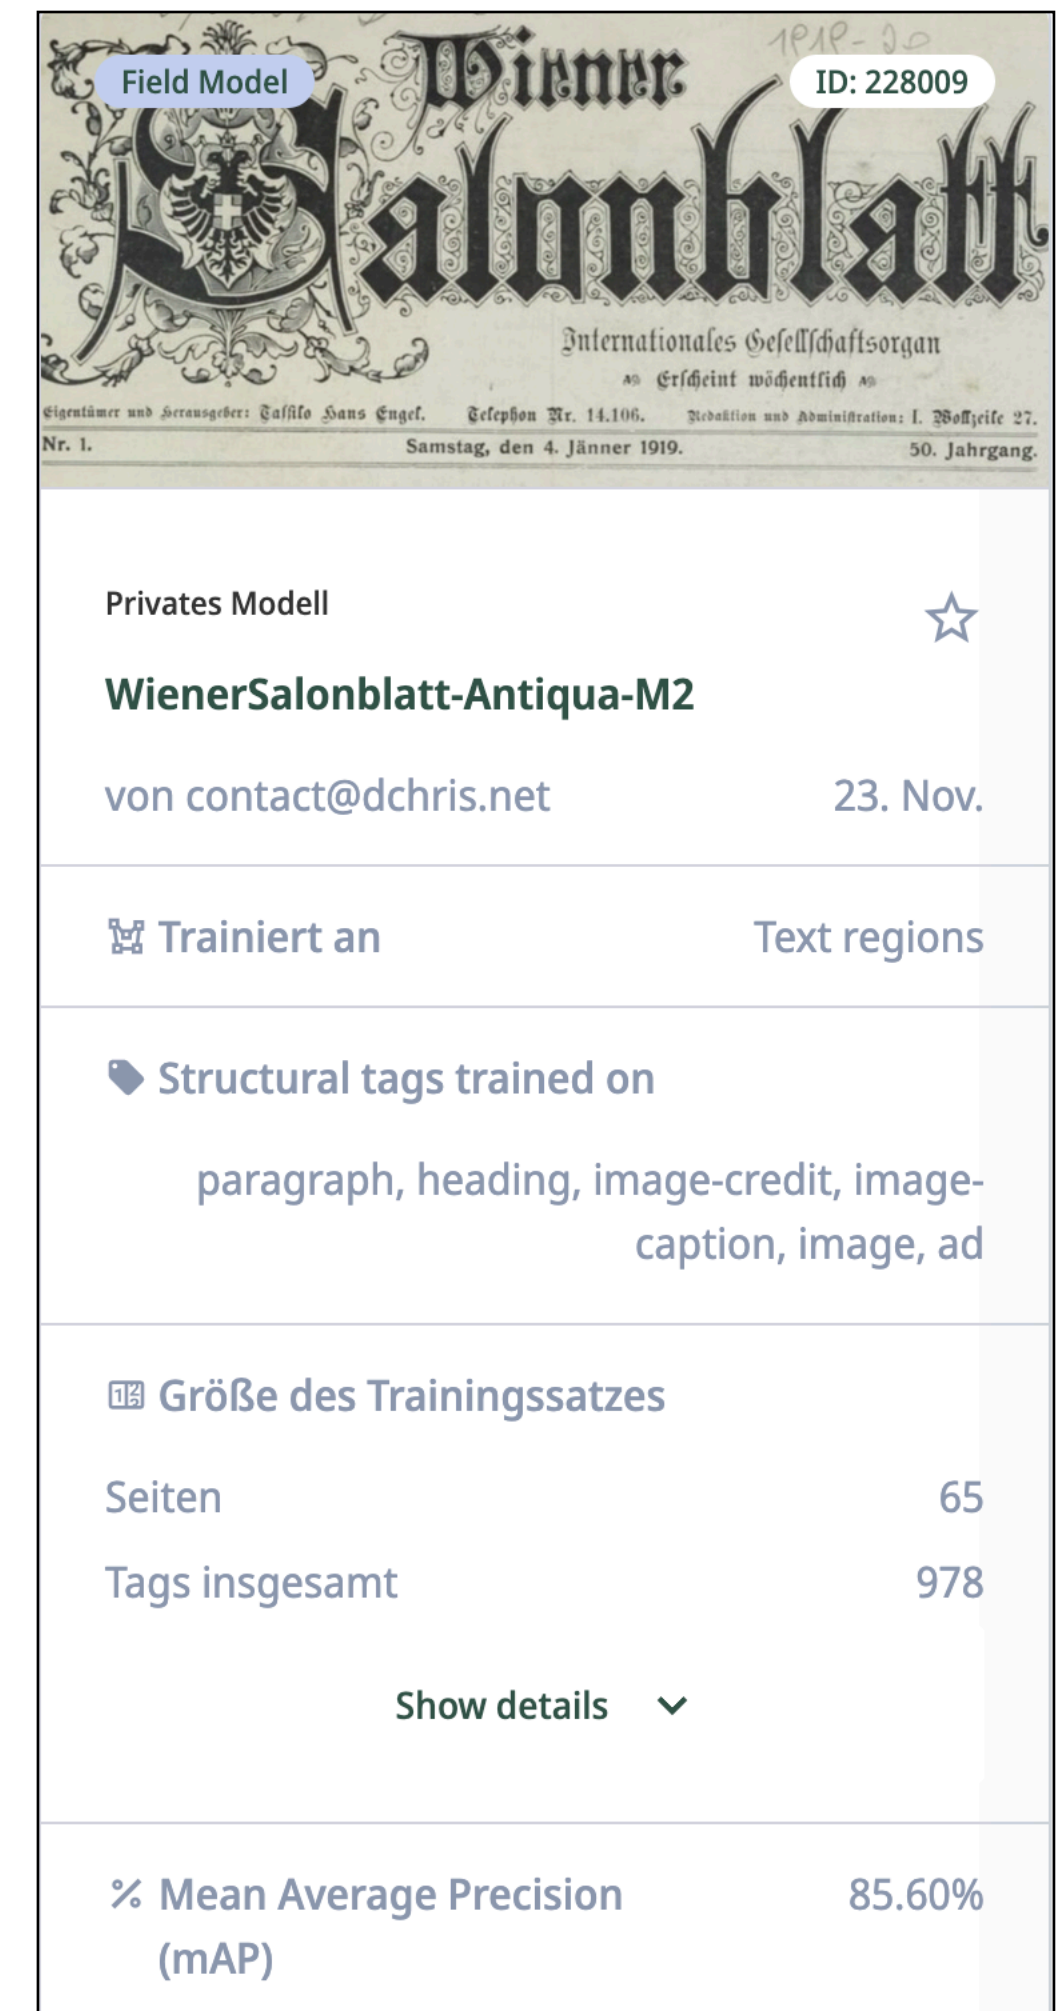 1919-20
Field Model
ID: 228009
Wiener
Salonblatt
Internationales Gesellschaftsorgan
Erscheint wöchentlich
Eigentümer und Herausgeber: Tassilo Hans Engel. Telephon Nr. 14.106. Redaktion und Administration: I. Wollzeile 27.
Nr. 1. Samstag, den 4. Jänner 1919. 50. Jahrgang.
Privates Modell
WienerSalonblatt-Antiqua-M2
von contact@dchris.net 23. Nov.
Trainiert an Text regions
Structural tags trained on
paragraph, heading, image-credit, image-
caption, image, ad
Größe des Trainingssatzes
Seiten 65
Tags insgesamt 978
Show details
Mean Average Precision 85.60%
(mAP)